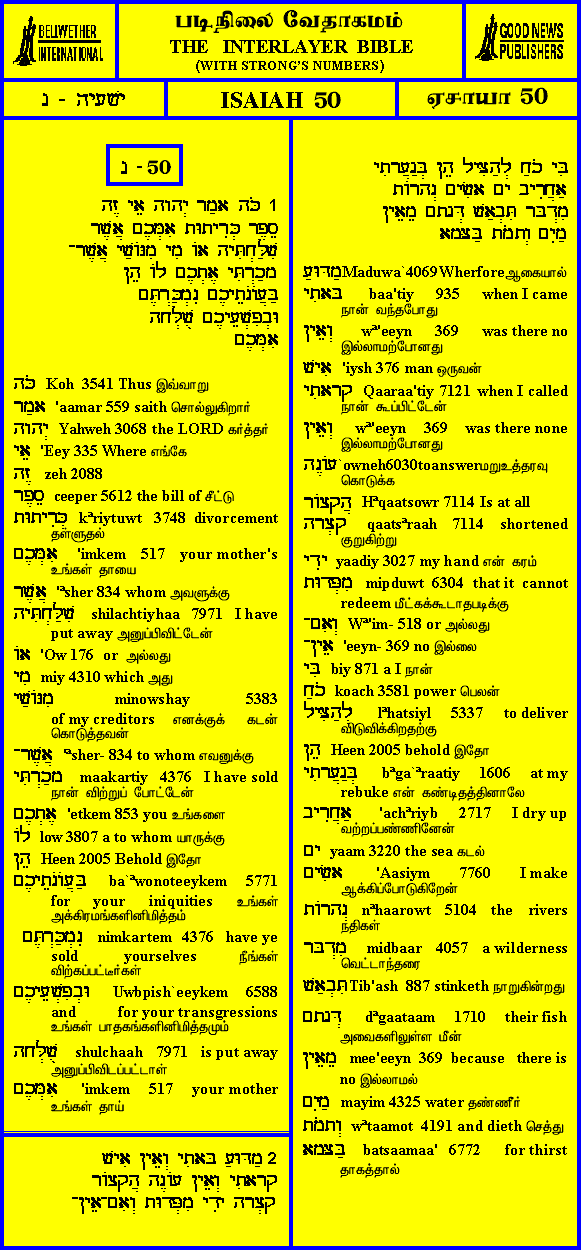 BELLWETHER
INTERNATIONAL
படிநிலை வேதாகமம்
THE INTERLAYER BIBLE
(WITH STRONG'S NUMBERS)
GOOD NEWS
PUBLISHERS
ישעיה - נ
ISAIAH 50
ஏசாயா 50
50 - נ
1 כֹּה אָמַר יְהוָה אֵי זֶה
סֵפֶר כְּרִיתוּת אִמְּכֶם אֲשֶׁר
שִׁלַּחְתִּיהָ אוֹ מִי מִנּוֹשַׁי אֲשֶׁר־
מָכַרְתִּי אֶתְכֶם לוֹ הֵן
בַּעֲוֹנֹתֵיכֶם נִמְכַּרְתֶּם
וּבְפִשְׁעֵיכֶם שֻׁלְּחָה
אִמְּכֶם
כֹּה Koh 3541 Thus இவ்வாறு
אָמַר 'aamar 559 saith சொல்லுகிறார்
יְהוָה Yahweh 3068 the LORD கர்த்தர்
אֵי 'Eey 335 Where எங்கே
זֶה zeh 2088
סֵפֶר ceeper 5612 the bill of சீட்டு
כְּרִיתוּת kᵊriytuwt 3748 divorcement
தள்ளுதல்
אִמְּכֶם 'imkem 517 your mother's
உங்கள் தாயை
אֲשֶׁר 'ᵃsher 834 whom அவளுக்கு
שִׁלַּחְתִּיהָ shilachtiyhaa 7971 I have
put away அனுப்பிவிட்டேன்
אוֹ 'Ow 176 or அல்லது
מִי miy 4310 which அது
מִנּוֹשַׁי minowshay 5383
of my creditors எனக்குக் கடன்
கொடுத்தவன்
אֲשֶׁר־ 'ᵃsher- 834 to whom எவனுக்கு
מָכַרְתִּי maakartiy 4376 I have sold
நான் விற்றுப் போட்டேன்
אֶתְכֶם 'etkem 853 you உங்களை
לוֹ low 3807 a to whom யாருக்கு
הֵן Heen 2005 Behold இதோ
בַּעֲוֹנֹתֵיכֶם ba`ᵃwonoteeykem 5771
for your iniquities உங்கள்
அக்கிரமங்களினிமித்தம்
נִמְכַּרְתֶּם nimkartem 4376 have ye
sold yourselves நீங்கள்
விற்கப்பட்டீர்கள்
וּבְפִשְׁעֵיכֶם Uwbpish`eeykem 6588
and for your transgressions
உங்கள் பாதகங்களினிமித்தமும்
שֻׁלְּחָה shulchaah 7971 is put away
அனுப்பிவிடப்பட்டாள்
אִמְּכֶם 'imkem 517 your mother
உங்கள் தாய்
2 מַדּוּעַ בָּאתִי וְאֵין אִישׁ
קָרָאתִי וְאֵין עוֹנֶה הֲקָצוֹר
קָצְרָה יָדִי מִפְּדוּת וְאִם־אֵין־
בִּי כֹחַ לְהַצִּיל הֵן בְּגַעֲרָתִי
אַחֲרִיב יָם אָשִׂים נְהָרוֹת
מִדְבָּר תִּבְאַשׁ דְּגָתָם מֵאֵין
מַיִם וְתָמֹת בַּצָּמָא
מַדּוּעַ Maduwa`4069 Wherfore ஆகையால்
בָּאתִי baa'tiy 935 when I came
நான் வந்தபோது
וְאֵין wᵊ'eeyn 369 was there no
இல்லாமற்போனது
אִישׁ 'iysh 376 man ஒருவன்
קָרָאתִי Qaaraa'tiy 7121 when I called
நான் கூப்பிட்டேன்
וְאֵין wᵊ'eeyn 369 was there none
இல்லாமற்போனது
עוֹנֶה `owneh6030toanswerமறுஉத்தரவு
கொடுக்க
הֲקָצוֹר Hᵃqaatsowr 7114 Is at all
קָצְרָה qaatsᵊraah 7114 shortened
குறுகிற்று
יָדִי yaadiy 3027 my hand என் கரம்
מִפְּדוּת mipduwt 6304 that it cannot
redeem மீட்கக்கூடாதபடிக்கு
וְאִם־ Wᵊ'im- 518 or அல்லது
אֵין־ 'eeyn- 369 no இல்லை
בִּי biy 871 a I நான்
כֹחַ koach 3581 power பெலன்
לְהַצִּיל lᵊhatsiyl 5337 to deliver
விடுவிக்கிறதற்கு
הֵן Heen 2005 behold இதோ
בְּגַעֲרָתִי bᵊga`ᵃraatiy 1606 at my
rebuke என் கண்டிதத்தினாலே
אַחֲרִיב 'achᵃriyb 2717 I dry up
வற்றப்பண்ணினேன்
יָם yaam 3220 the sea கடல்
אָשִׂים 'Aasiym 7760 I make
ஆக்கிப்போடுகிறேன்
נְהָרוֹת nᵊhaarowt 5104 the rivers
நதிகள்
מִדְבָּר midbaar 4057 a wilderness
வெட்டாந்தரை
תִּבְאַשׁ Tib'ash 887 stinketh நாறுகின்றது
דְּגָתָם dᵊgaataam 1710 their fish
அவைகளிலுள்ள மீன்
מֵאֵין mee'eeyn 369 because there is
no இல்லாமல்
מַיִם mayim 4325 water தண்ணீர்
וְתָמֹת wᵊtaamot 4191 and dieth செத்து
בַּצָּמָא batsaamaa' 6772 for thirst
தாகத்தால்